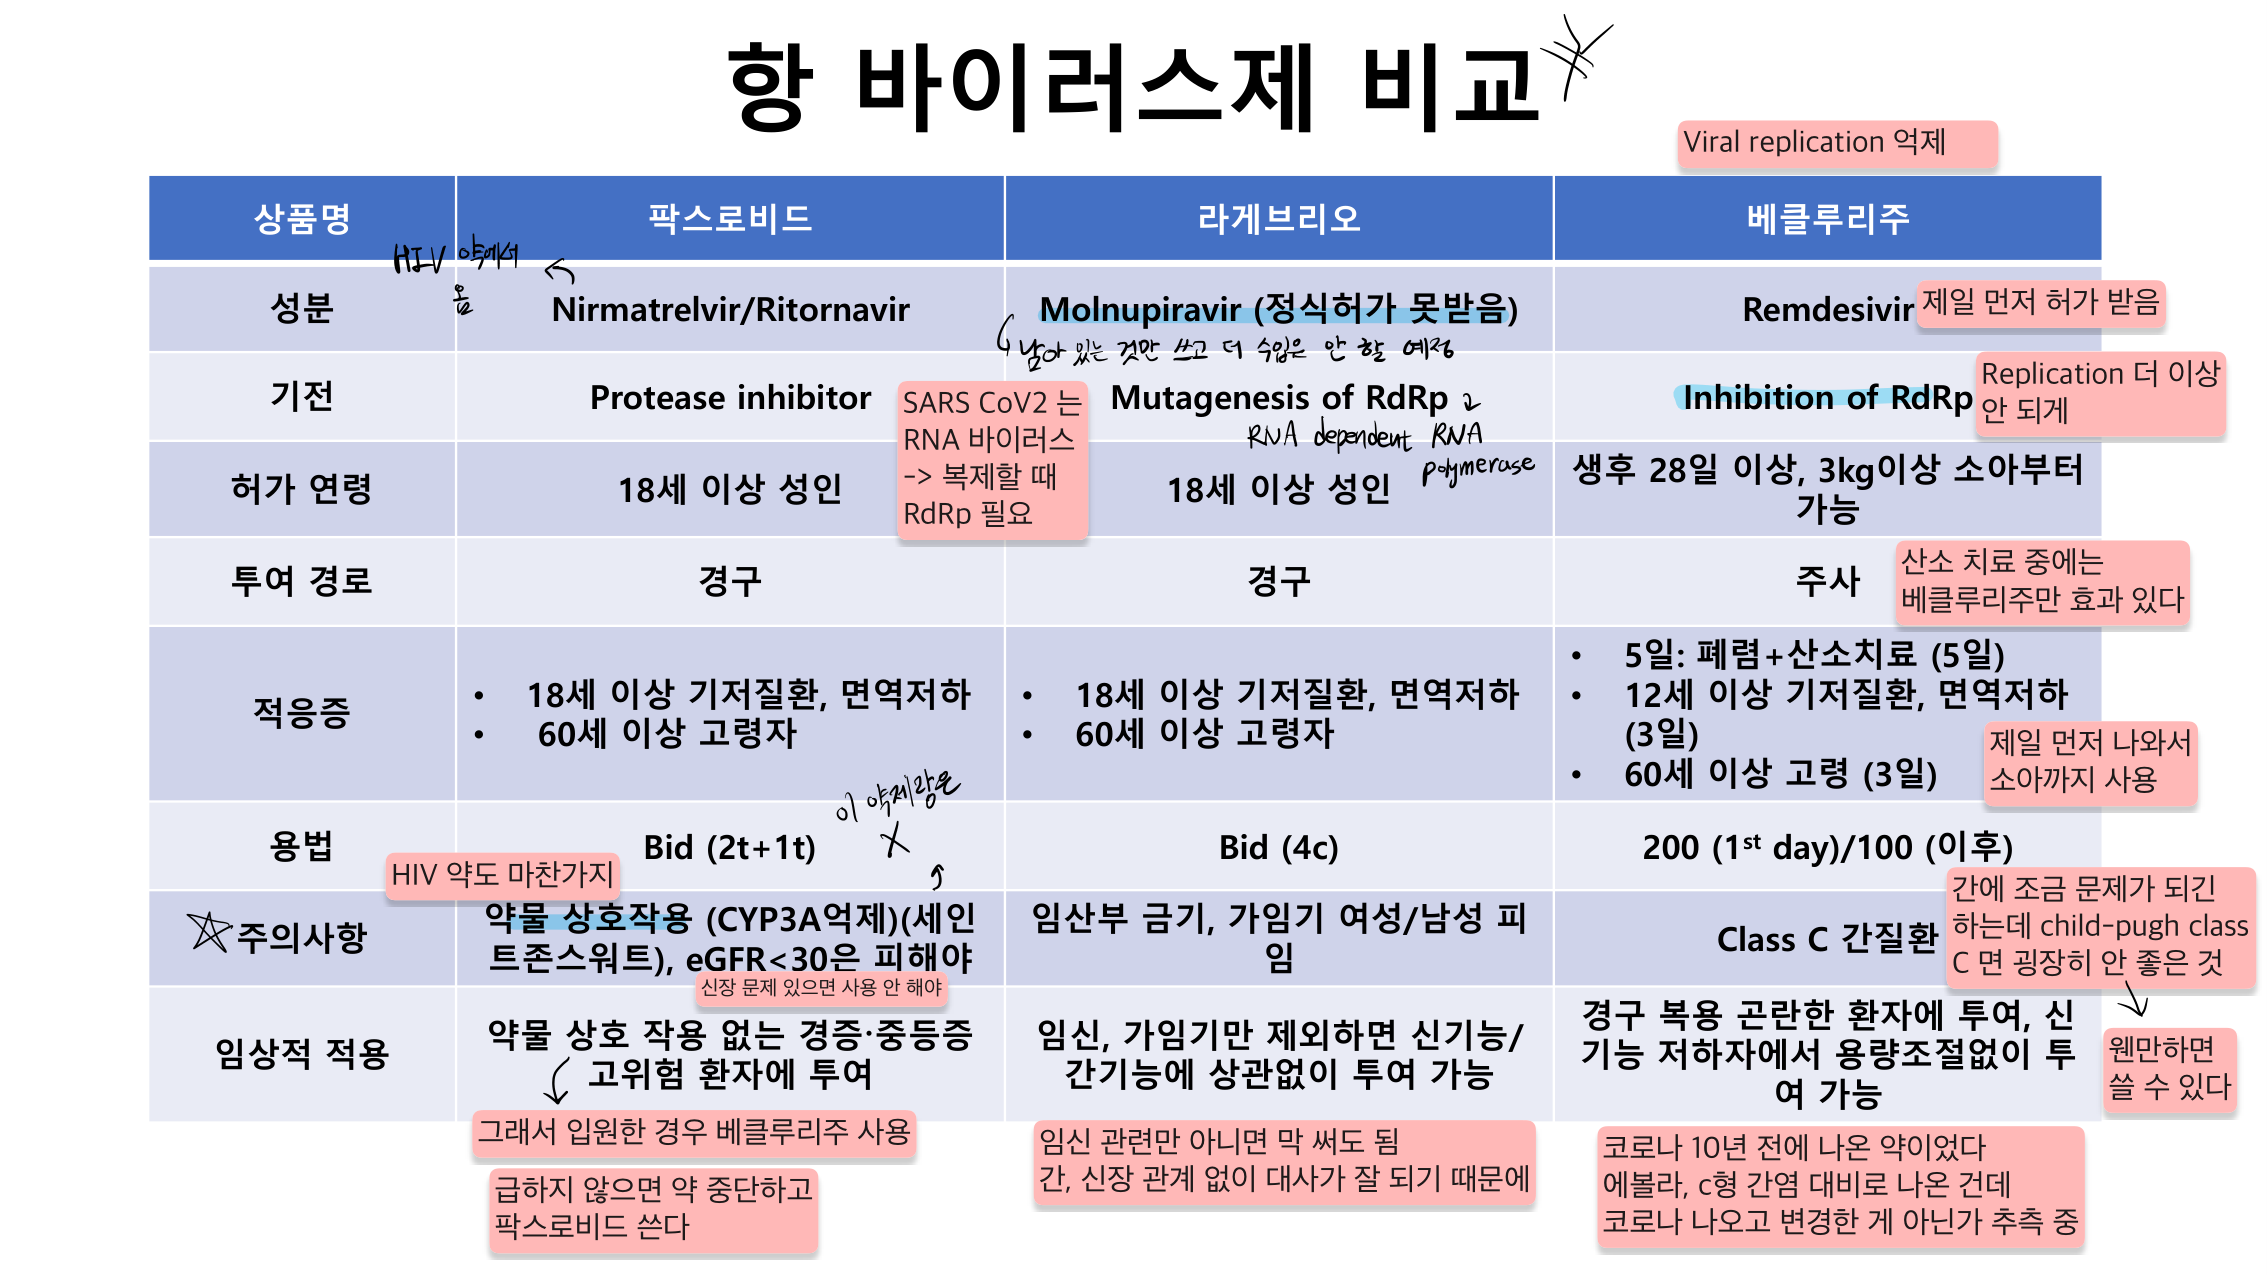 항 바이러스제 비교
Viral replication 억제
상품명
팍스로비드
라게브리오
베클루리주
HIV 약에서
옴
성분
Nirmatrelvir/Ritornavir
Molnupiravir (정식허가 못받음)
남아 있는 것만 쓰고 더 수입은 안 할 예정
Remdesivir
제일 먼저 허가 받음
기전
Protease inhibitor
SARS CoV2 는
RNA 바이러스
-> 복제할 때
RdRp 필요
Mutagenesis of RdRp
RNA dependent RNA
polymerase
Inhibition of RdRp
Replication 더 이상
안 되게
허가 연령
18세 이상 성인
18세 이상 성인
생후 28일 이상, 3kg이상 소아부터
가능
투여 경로
경구
경구
주사
산소 치료 중에는
베클루리주만 효과 있다
적응증
• 18세 이상 기저질환, 면역저하
• 60세 이상 고령자
• 18세 이상 기저질환, 면역저하
• 60세 이상 고령자
• 5일: 폐렴+산소치료 (5일)
• 12세 이상 기저질환, 면역저하
(3일)
• 60세 이상 고령 (3일)
제일 먼저 나와서
소아까지 사용
용법
Bid (2t+1t)
이 약제랑은
X
Bid (4c)
200 (1st day)/100 (이후)
HIV 약도 마찬가지
주의사항
약물 상호작용 (CYP3A억제)(세인
트존스워트), eGFR<30은 피해야
신장 문제 있으면 사용 안 해야
임산부 금기, 가임기 여성/남성 피
임
Class C 간질환
간에 조금 문제가 되긴
하는데 child-pugh class
C 면 굉장히 안 좋은 것
웬만하면
쓸 수 있다
임상적 적용
약물 상호 작용 없는 경증·중등증
고위험 환자에 투여
그래서 입원한 경우 베클루리주 사용
급하지 않으면 약 중단하고
팍스로비드 쓴다
임신, 가임기만 제외하면 신기능/
간기능에 상관없이 투여 가능
임신 관련만 아니면 막 써도 됨
간, 신장 관계 없이 대사가 잘 되기 때문에
경구 복용 곤란한 환자에 투여, 신
기능 저하자에서 용량조절없이 투
여 가능
코로나 10년 전에 나온 약이었다
에볼라, c형 간염 대비로 나온 건데
코로나 나오고 변경한 게 아닌가 추측 중